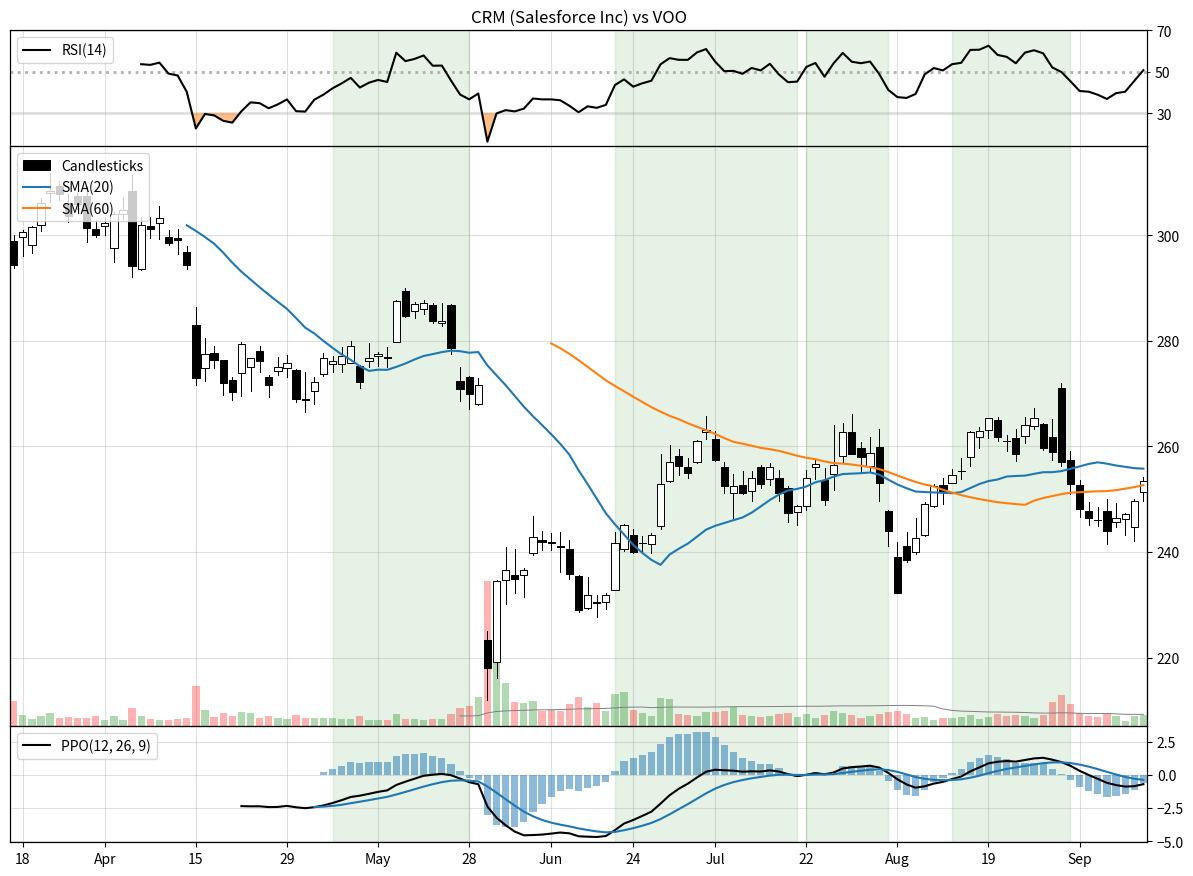 CRM (Salesforce Inc) vs VOO
RSI(14)
70
50
30
Candlesticks
SMA(20)
SMA(60)
300
280
260
240
220
PPO(12, 26, 9)
2.5
0.0
−2.5
−5.0
18 Apr 15 29 May 28 Jun 24 Jul 22 Aug 19 Sep